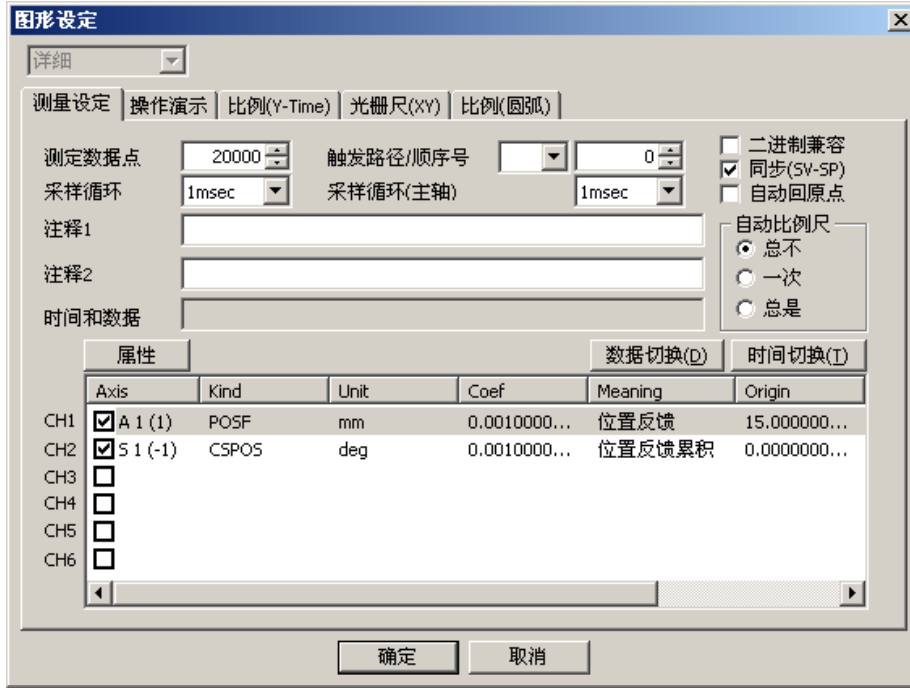 图形设定
详细
测量设定 操作演示 比例(Y-Time) 光栅尺(XY) 比例(圆弧)
测定数据点 20000 触发路径/顺序号 0 二进制兼容
同步(SV-SP)
采样循环 1msec 采样循环(主轴) 1msec 自动回原点
注释1 自动比例尺
总不
注释2 一次
时间和数据 总是
属性 数据切换(D) 时间切换(T)
Axis Kind Unit Coef Meaning Origin
CH1 A 1 (1) POSF mm 0.0010000... 位置反馈 15.000000...
CH2 S 1 (-1) CSPOS deg 0.0010000... 位置反馈累积 0.0000000...
CH3
CH4
CH5
CH6
确定 取消